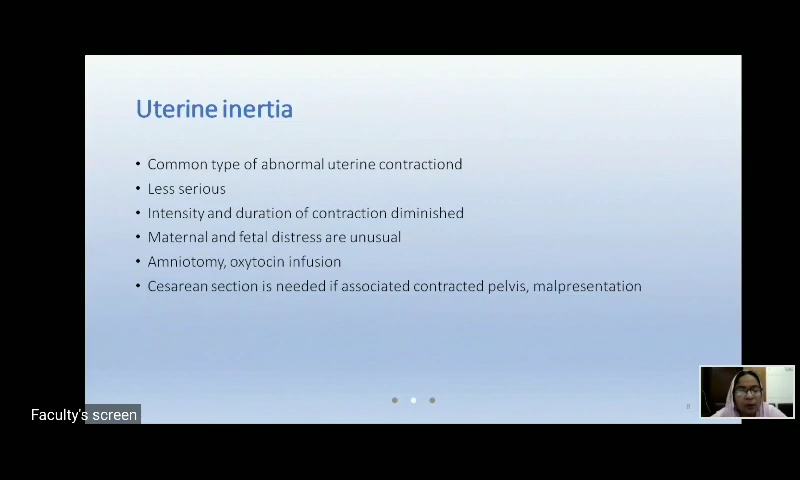 Uterine inertia
• Common type of abnormal uterine contractiond
• Less serious
• Intensity and duration of contraction diminished
• Maternal and fetal distress are unusual
• Amniotomy, oxytocin infusion
• Cesarean section is needed if associated contracted pelvis, malpresentation
8
Faculty's screen